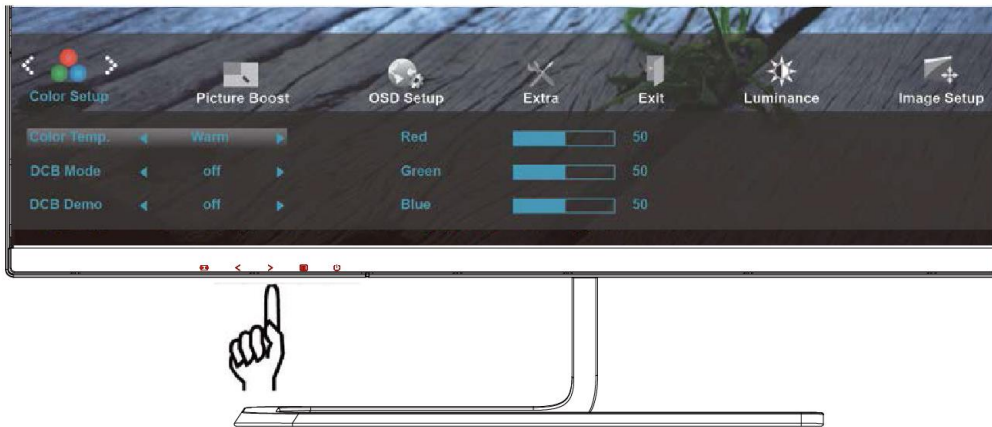 Color Setup Picture Boost OSD Setup Extra Exit Luminance Image Setup
Color Temp. Warm Red 50
DCB Mode off Green 50
DCB Demo off Blue 50